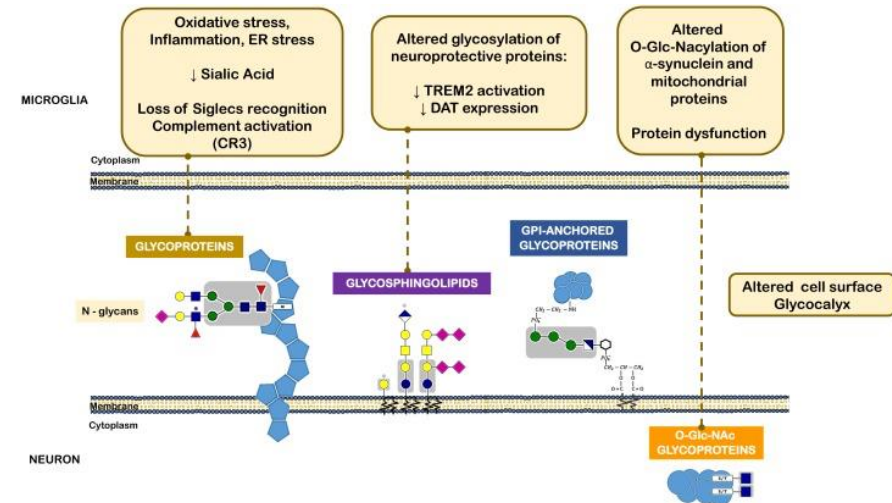 Oxidative stress,
Inflammation, ER stress
↓ Sialic Acid
Loss of Siglecs recognition
Complement activation
(CR3)
Altered glycosylation of
neuroprotective proteins:
↓ TREM2 activation
↓ DAT expression
Altered
O-Glc-Nacylation of
α-synuclein and
mitochondrial
proteins
Protein dysfunction
MICROGLIA
Cytoplasm
Membrane
GLYCOPROTEINS
GPI-ANCHORED
GLYCOPROTEINS
GLYCOSPHINGOLIPIDS
Altered cell surface
Glycocalyx
N - glycans
Membrane
Cytoplasm
O-Glc-NAc
GLYCOPROTEINS
NEURON
S/T
S/T